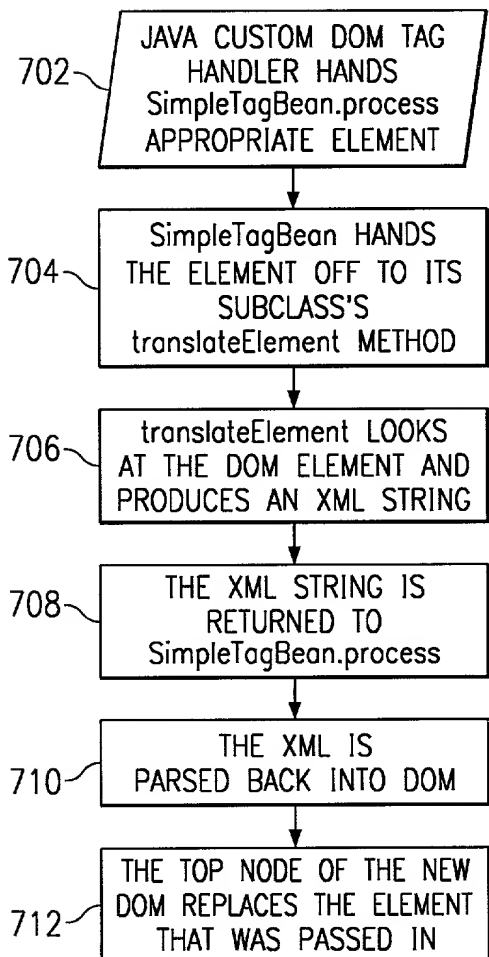 702
JAVA CUSTOM DOM TAG
HANDLER HANDS
SimpleTagBean.process
APPROPRIATE ELEMENT
704
SimpleTagBean HANDS
THE ELEMENT OFF TO ITS
SUBCLASS'S
translateElement METHOD
706
translateElement LOOKS
AT THE DOM ELEMENT AND
PRODUCES AN XML STRING
708
THE XML STRING IS
RETURNED TO
SimpleTagBean.process
710
THE XML IS
PARSED BACK INTO DOM
712
THE TOP NODE OF THE NEW
DOM REPLACES THE ELEMENT
THAT WAS PASSED IN